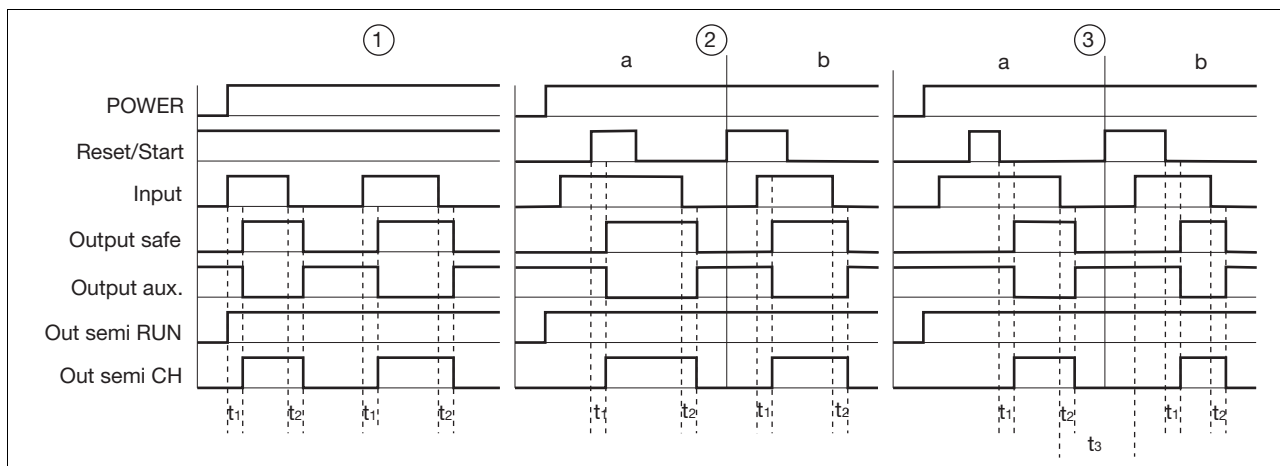 1 2 3
a b a b
POWER
Reset/Start
Input
Output safe
Output aux.
Out semi RUN
Out semi CH
t1 t2 t1 t2 t1 t2 t1 t2 t1 t2 t1 t2
t3